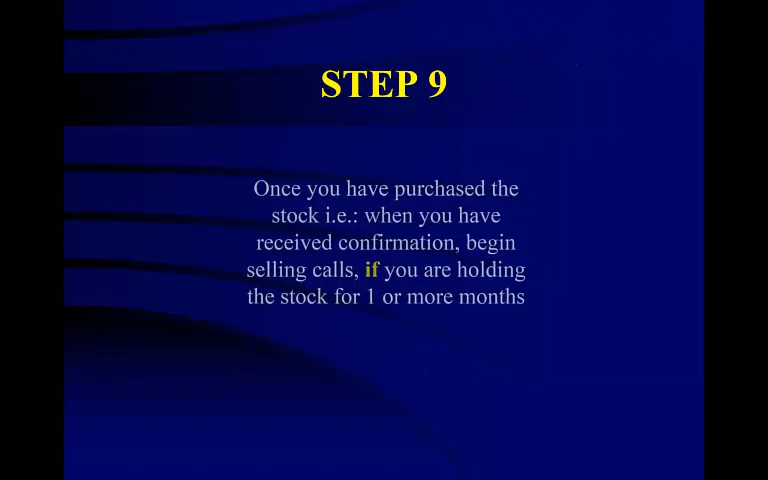 STEP 9
Once you have purchased the
stock i.e.: when you have
received confirmation, begin
selling calls, if you are holding
the stock for 1 or more months